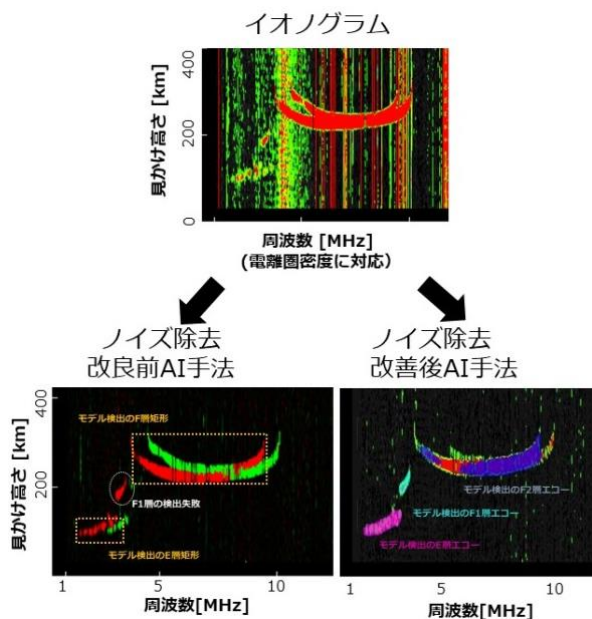 イオノグラム
見かけ高さ [km]
400
200
0
周波数 [MHz]
(電離圏密度に対応）
ノイズ除去
改良前AI手法
ノイズ除去
改善後AI手法
見かけ高さ [km]
400
200
モデル検出のF層矩形
F1層の検出失敗
モデル検出のE層矩形
1
5
10
周波数[MHz]
モデル検出のF2層エコー
モデル検出のF1層エコー
モデル検出のE層エコー
1
5
10
周波数[MHz]